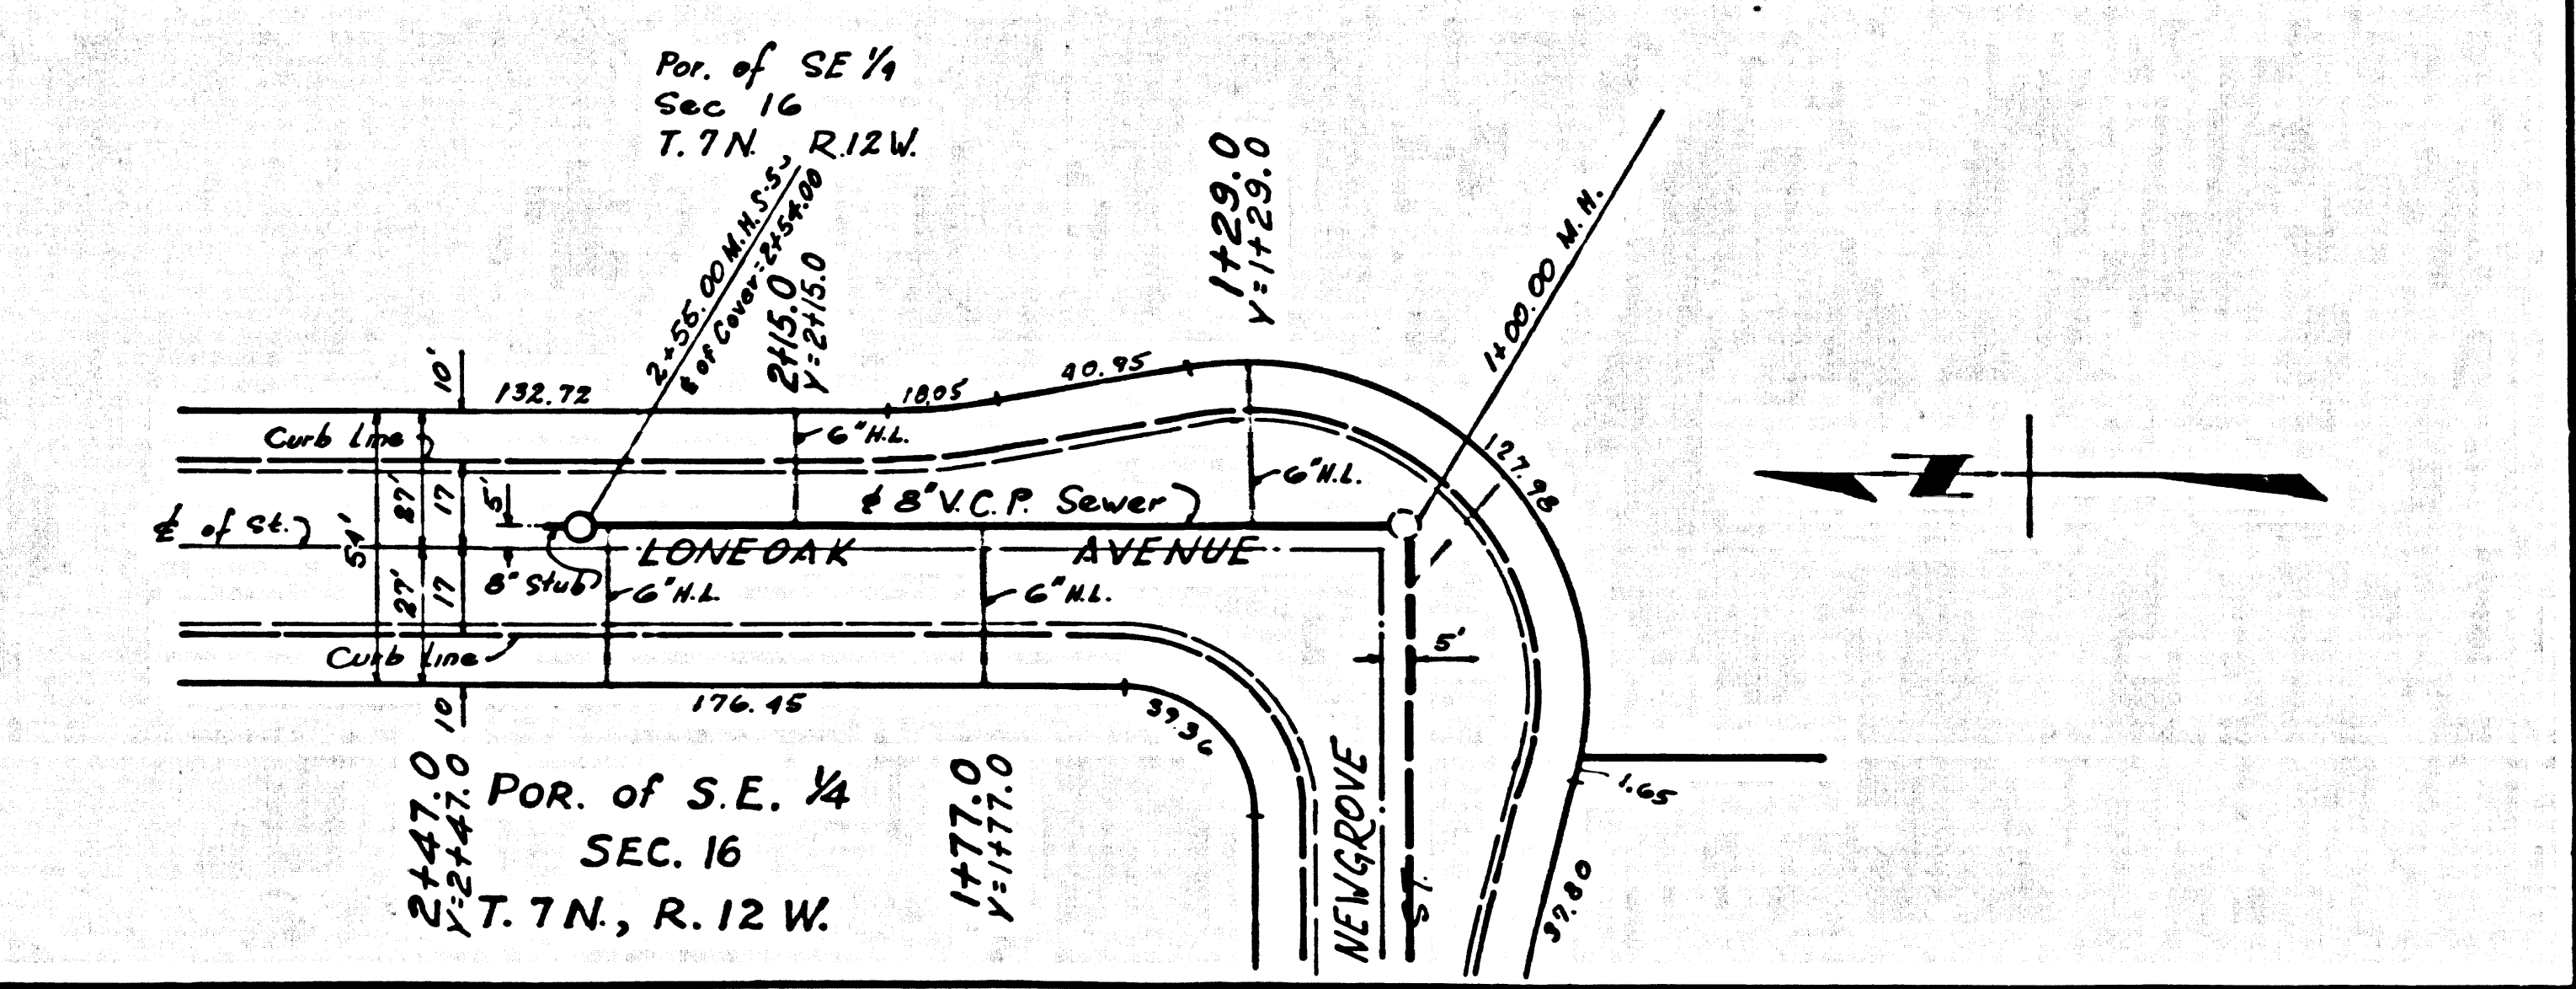 Por. of SE 1/4
Sec 16
T. 7 N. R. 12 W.
2+55.00 M.H. S-5
℄ of Cover=2+54.00
2+15.0
Y=2+15.0
1+29.0
Y=1+29.0
1+00.00 M.H.
10'
132.72
18.05
40.95
127.98
Curb Line
6" H.L.
6" H.L.
℄ 8" V.C.P. Sewer
℄ of St.
54'
27'
17
5'
LONEOAK AVENUE
27'
17
8" Stub
6" H.L.
6" H.L.
Curb Line
5'
10
176.45
39.36
1.65
37.80
NEWGROVE ST.
2+47.0
Y=2+47.0
POR. of S.E. 1/4
SEC. 16
T. 7 N., R. 12 W.
1+77.0
Y=1+77.0
N